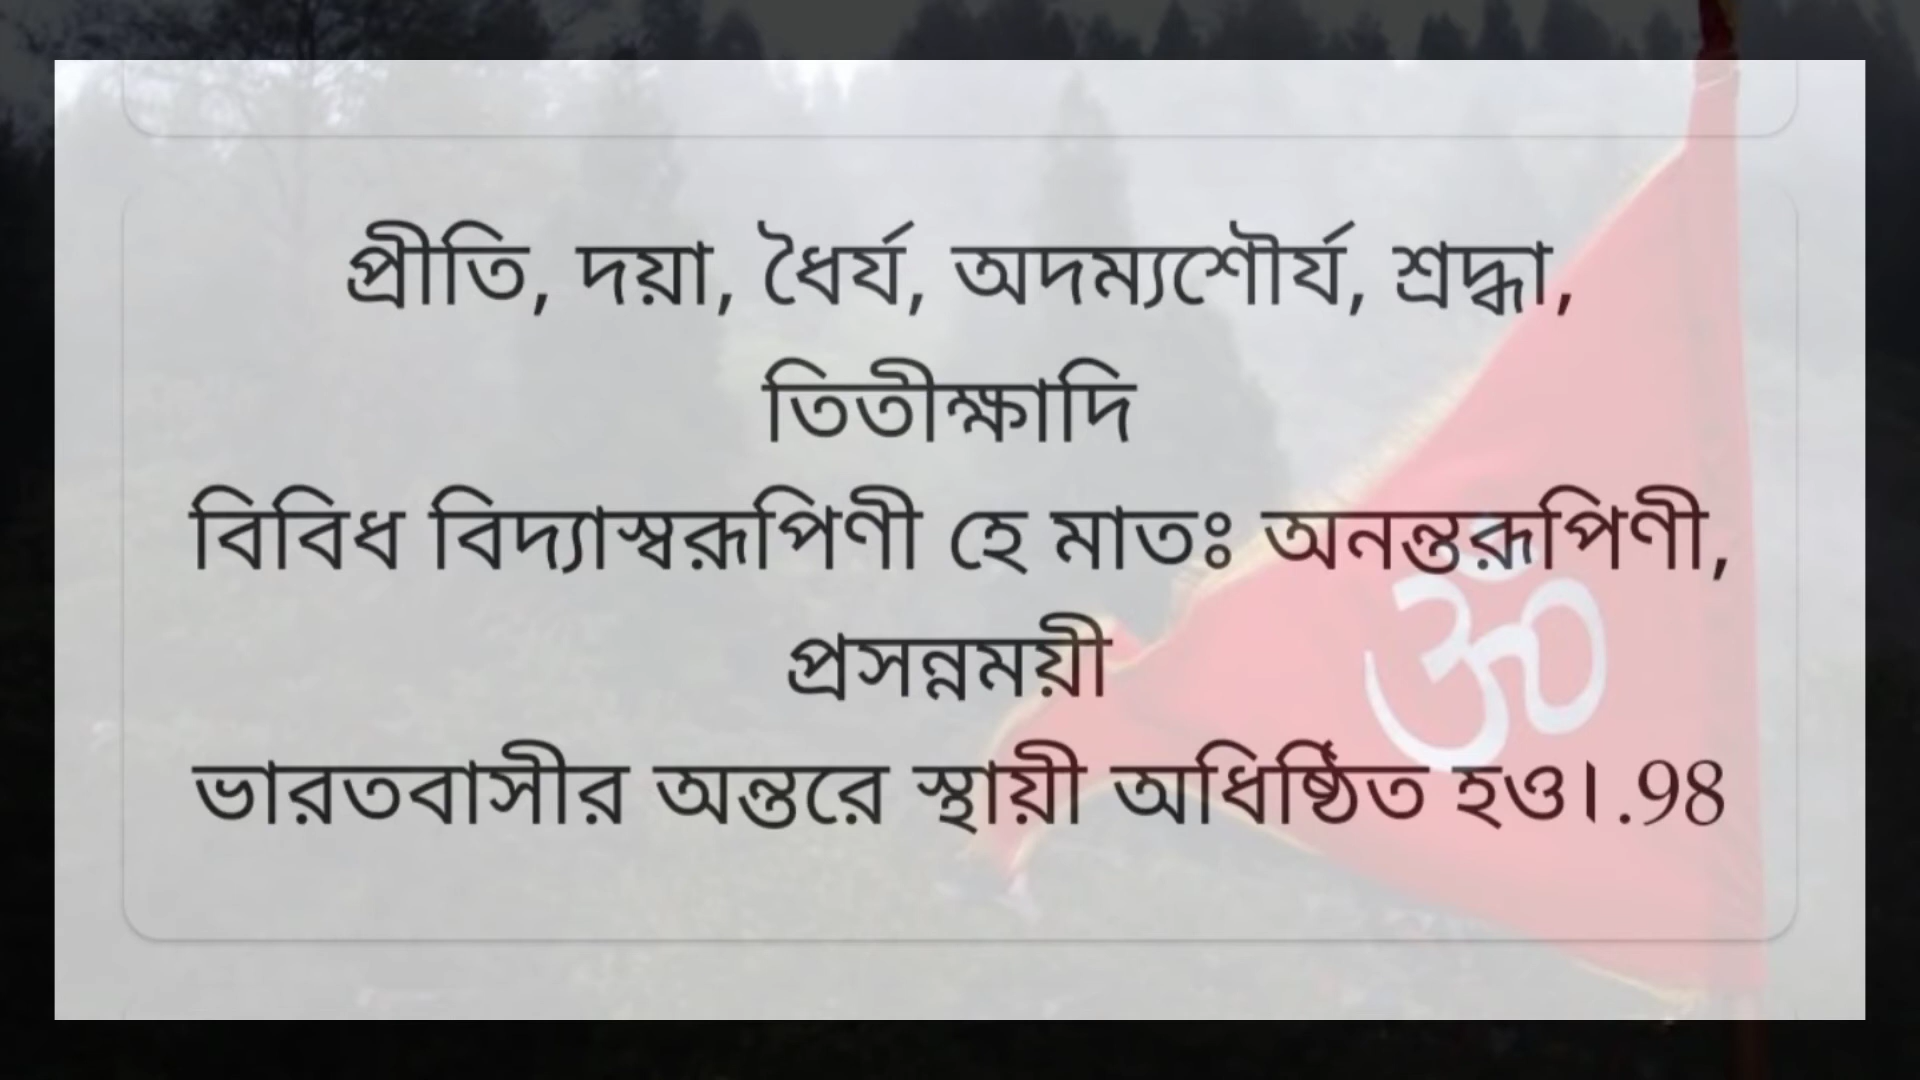 প্রীতি, দয়া, ধৈর্য, অদম্যশৌর্য, শ্রদ্ধা,
তিতীক্ষাদি
বিবিধ বিদ্যাস্বরূপিণী হে মাতঃ অনন্তরূপিণী,
প্রসন্নময়ী
ভারতবাসীর অন্তরে স্থায়ী অধিষ্ঠিত হও। .98
ॐ